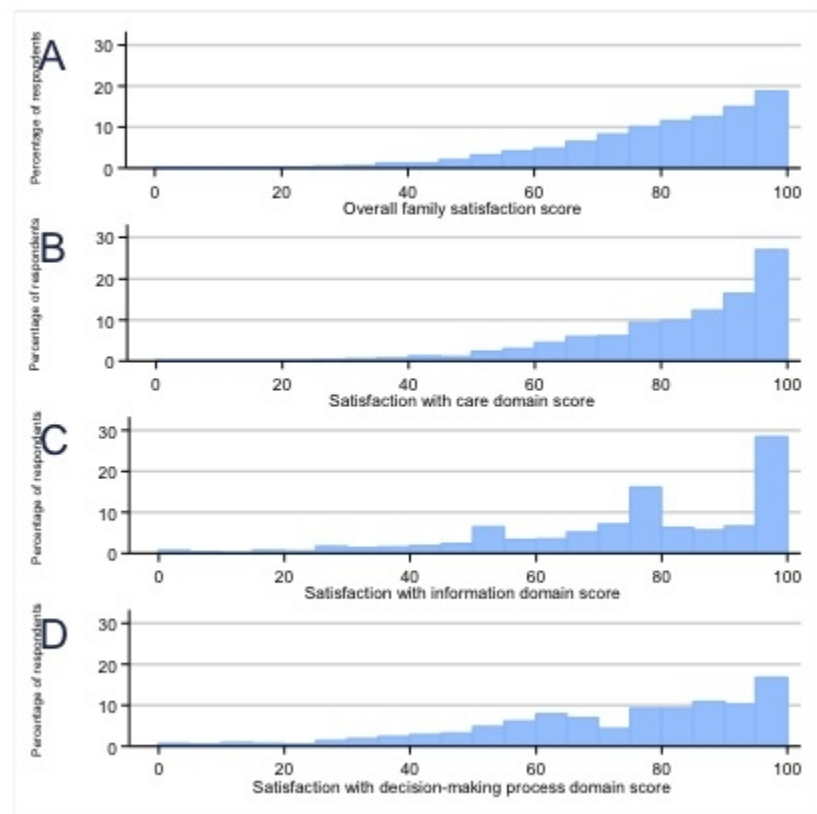 A
Percentage of respondents
30
20
10
0
0 20 40 60 80 100
Overall family satisfaction score
B
Percentage of respondents
30
20
10
0
0 20 40 60 80 100
Satisfaction with care domain score
C
Percentage of respondents
30
20
10
0
0 20 40 60 80 100
Satisfaction with information domain score
D
Percentage of respondents
30
20
10
0
0 20 40 60 80 100
Satisfaction with decision-making process domain score